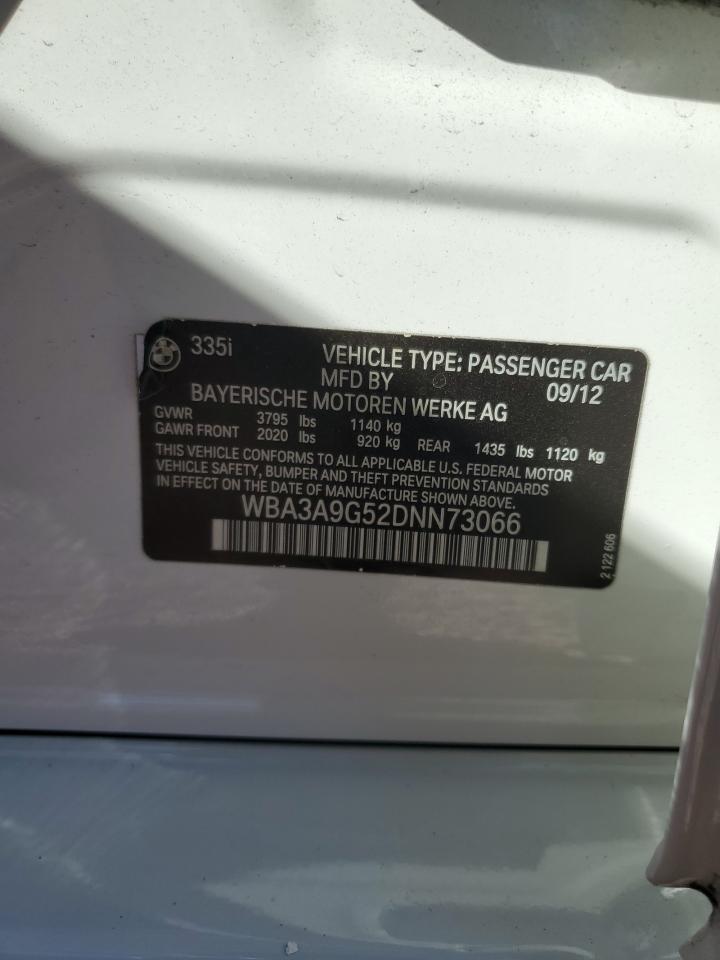 335i
VEHICLE TYPE: PASSENGER CAR
MFD BY 09/12
BAYERISCHE MOTOREN WERKE AG
GVWR 3795 lbs 1140 kg
GAWR FRONT 2020 lbs 920 kg REAR 1435 lbs 1120 kg
THIS VEHICLE CONFORMS TO ALL APPLICABLE U.S. FEDERAL MOTOR
VEHICLE SAFETY, BUMPER AND THEFT PREVENTION STANDARDS
IN EFFECT ON THE DATE OF MANUFACTURE SHOWN ABOVE.
WBA3A9G52DNN73066
2 122 606